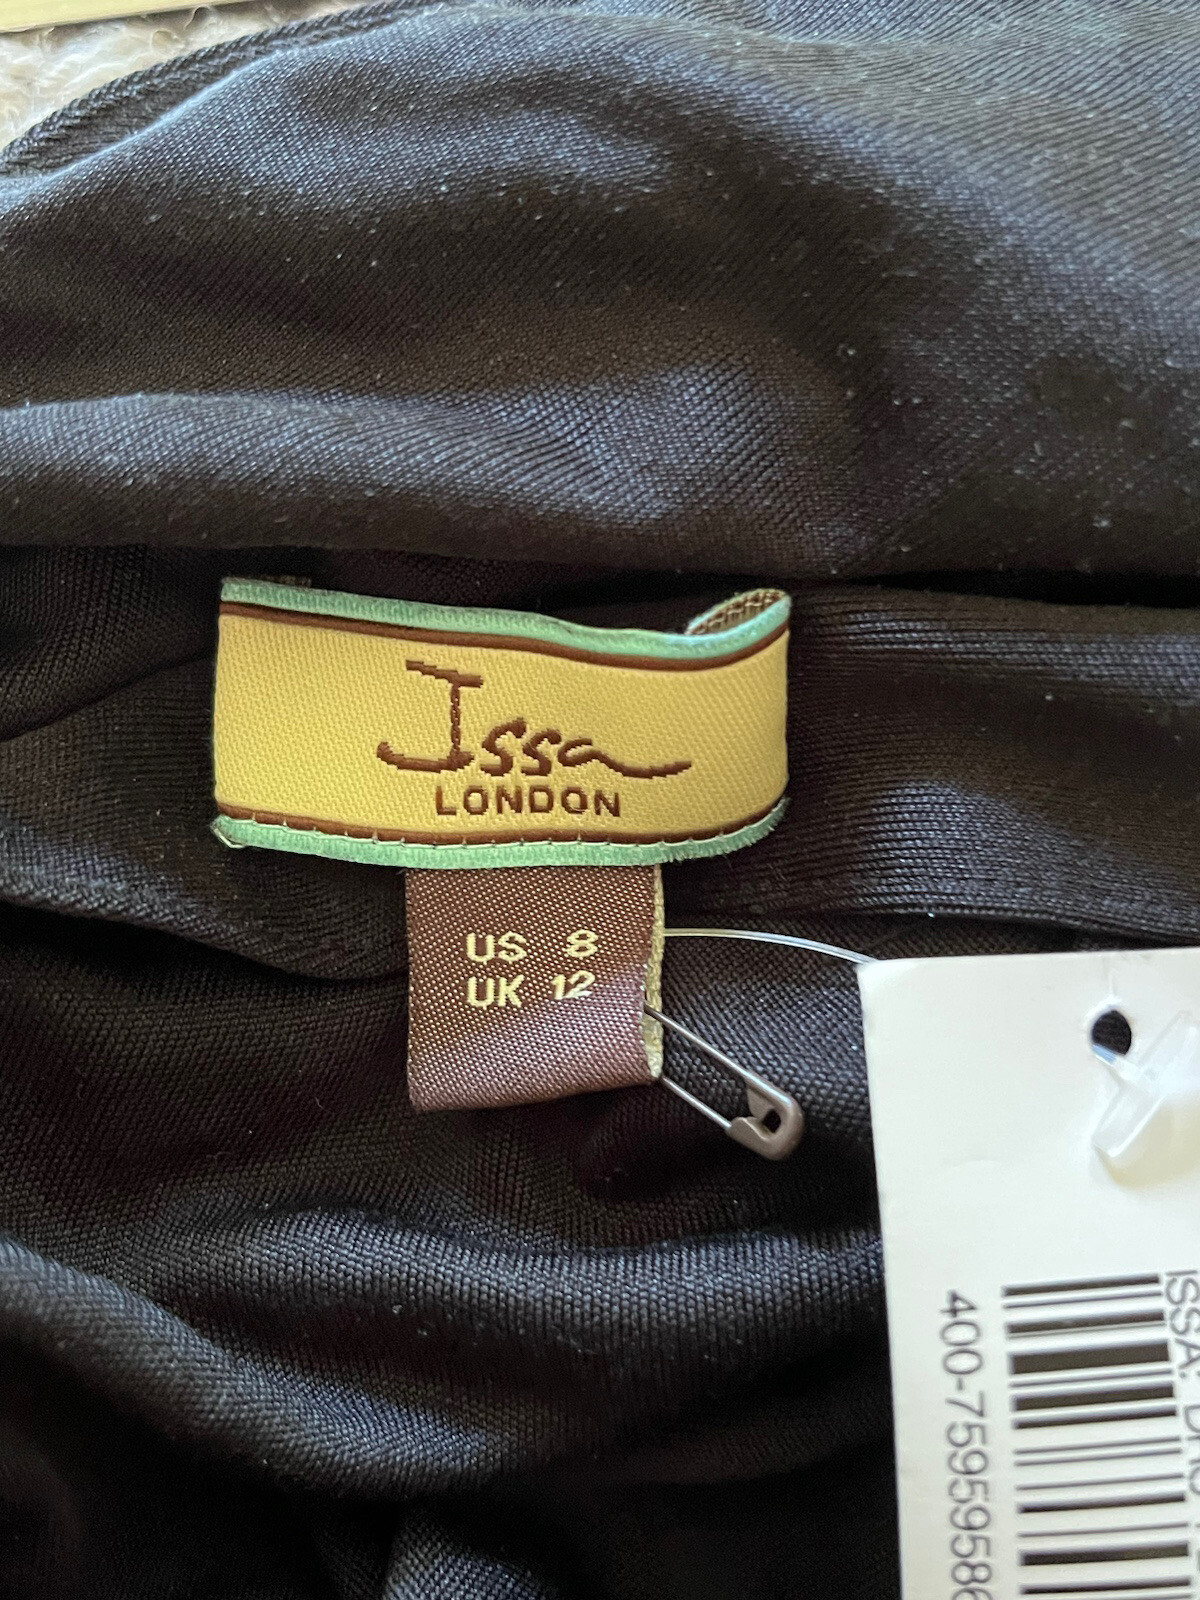 Issa
LONDON
US 8
UK 12
ISSA:
400-75959586